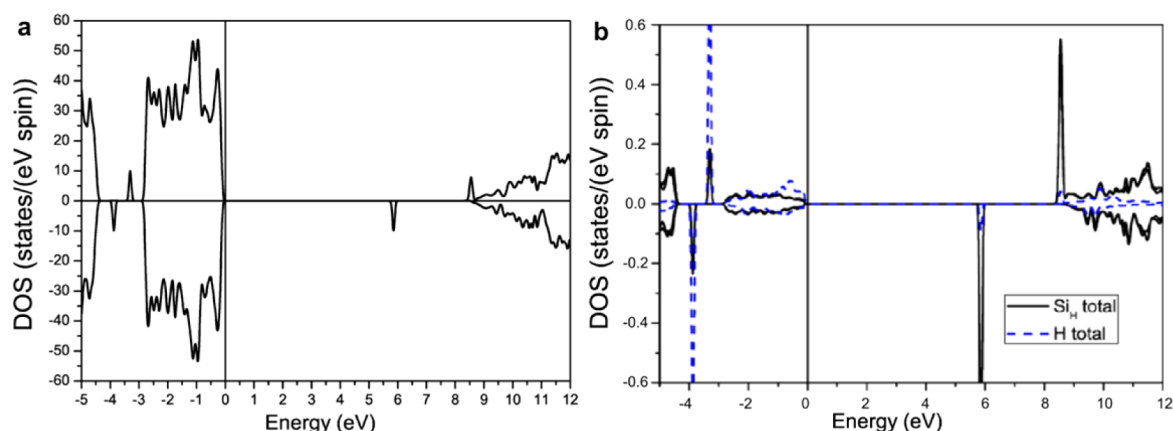 a
DOS (states/(eV spin))
60
50
40
30
20
10
0
-10
-20
-30
-40
-50
-60
-5 -4 -3 -2 -1 0 1 2 3 4 5 6 7 8 9 10 11 12
Energy (eV)
b
DOS (states/(eV spin))
0.6
0.4
0.2
0.0
-0.2
-0.4
-0.6
Si_H total
H total
-4 -2 0 2 4 6 8 10 12
Energy (eV)